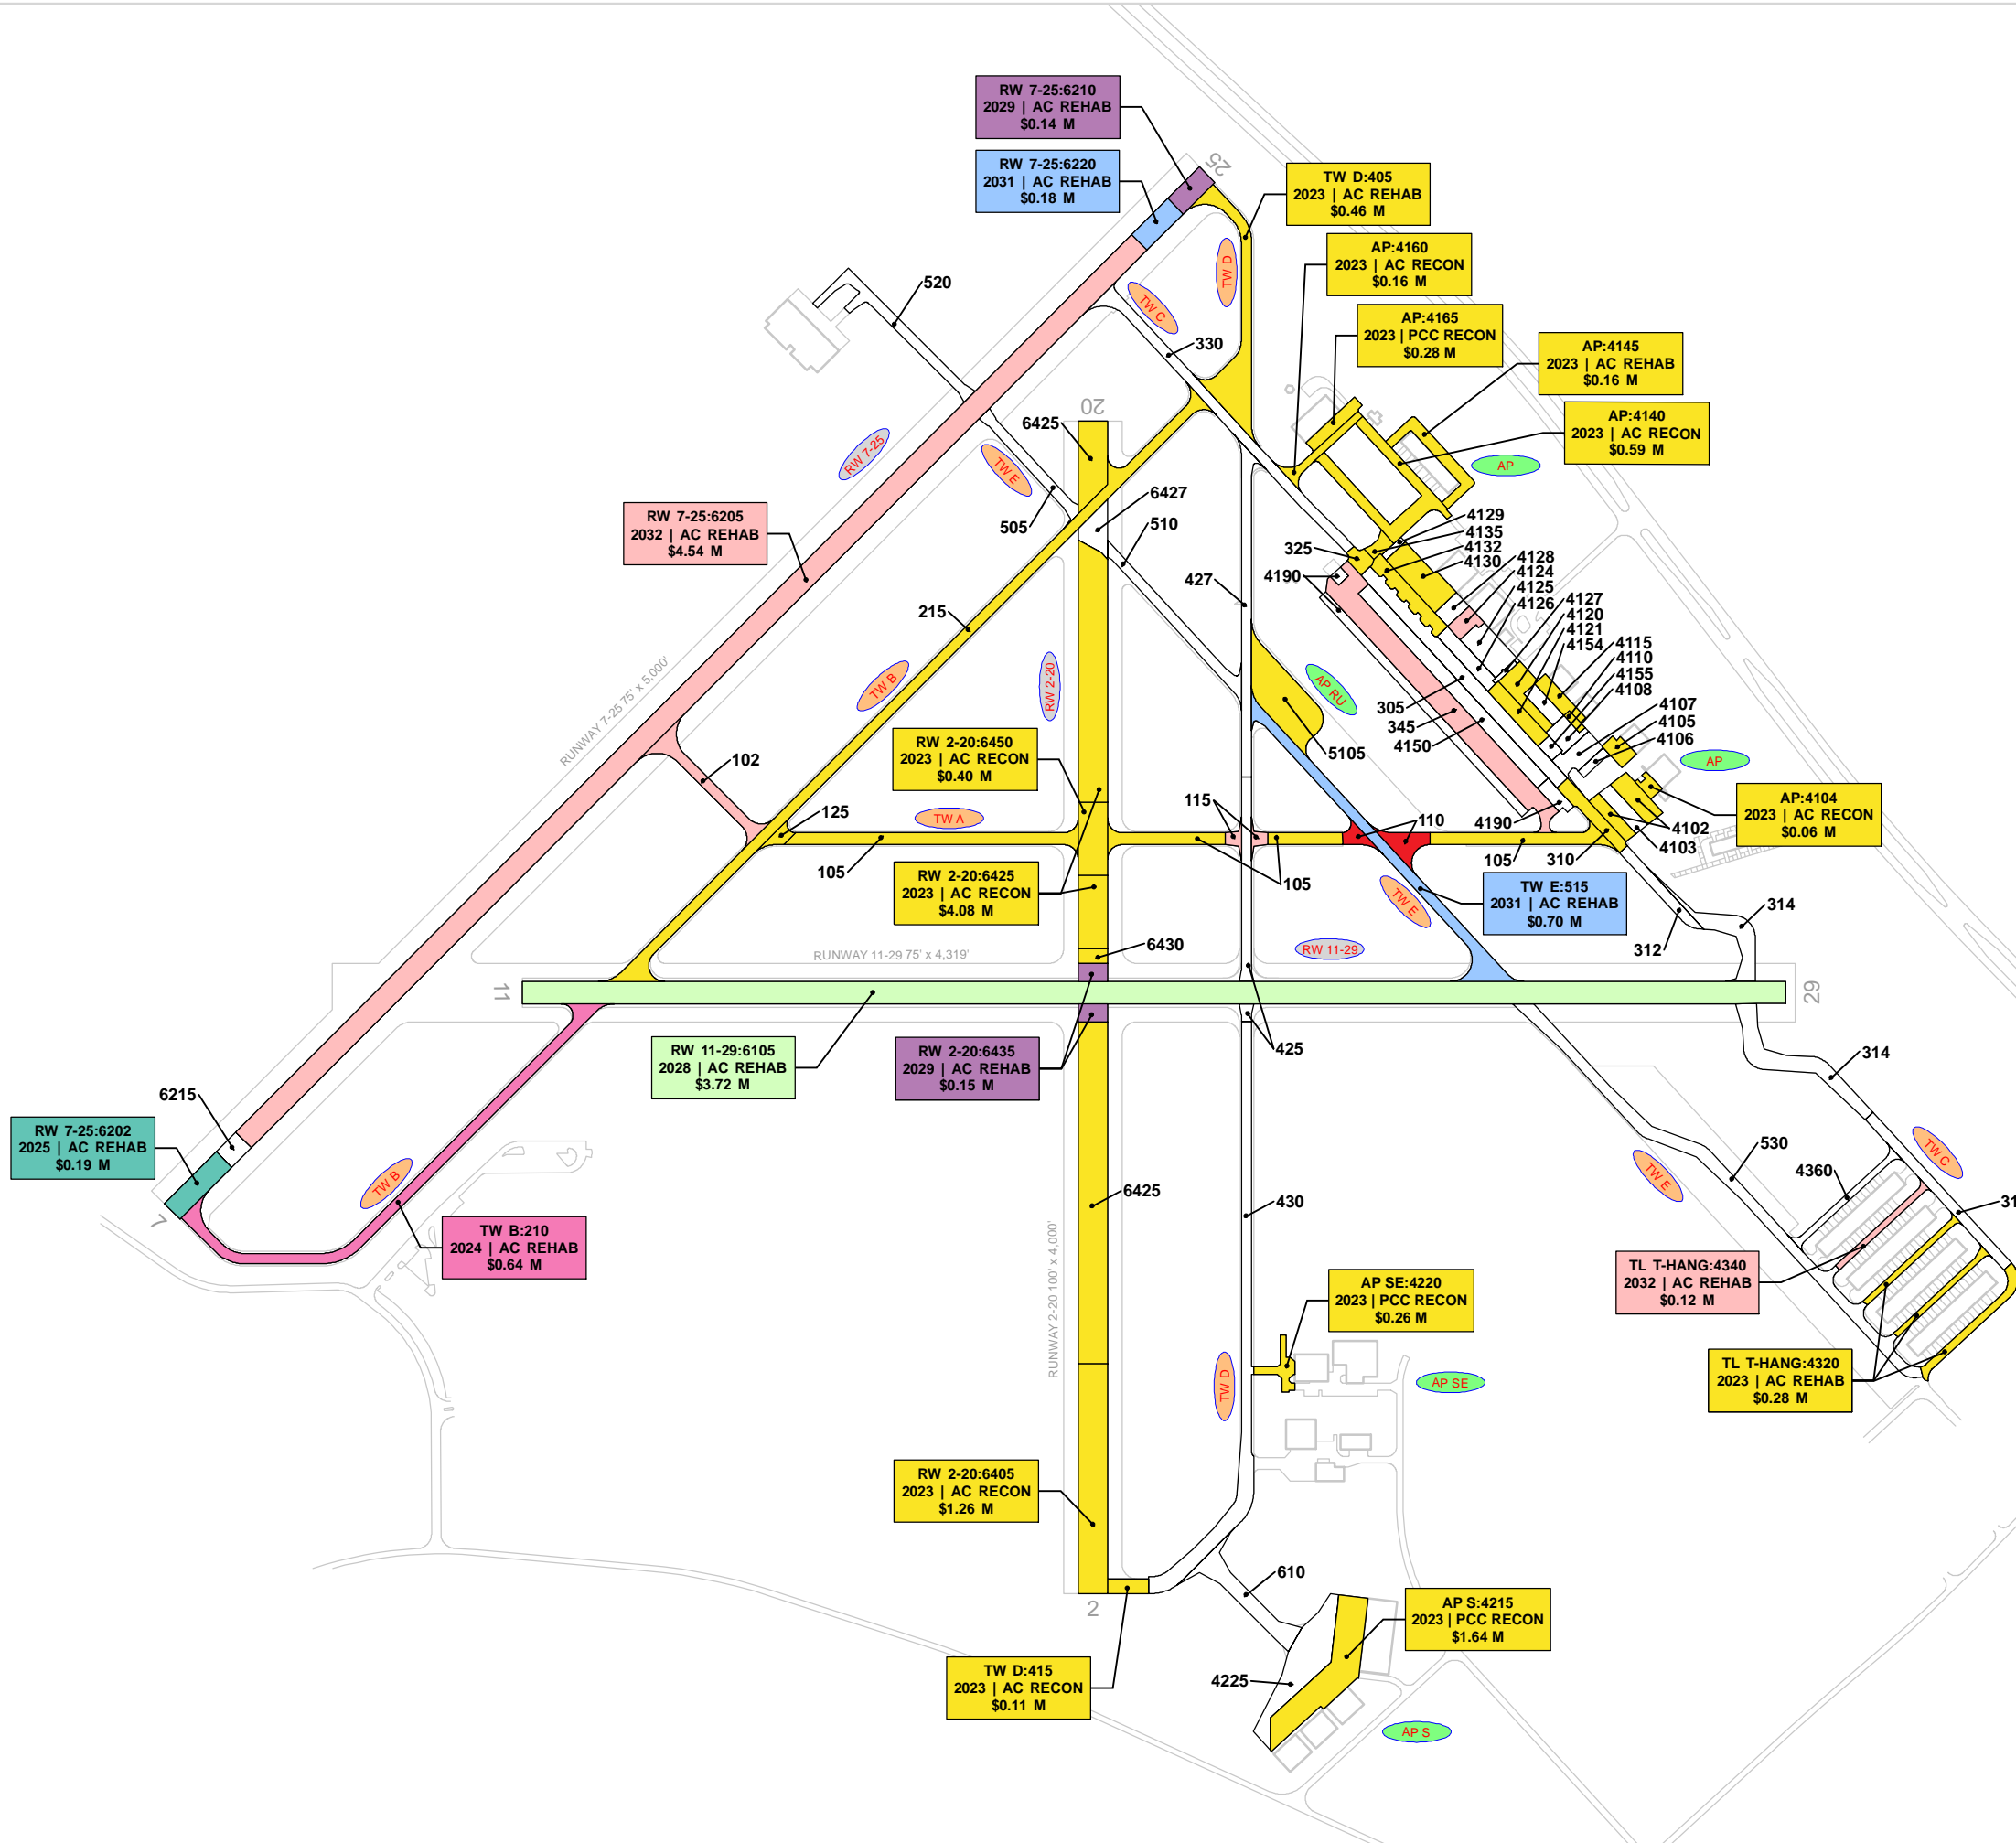 RW 7-25:6210
2029 | AC REHAB
$0.14 M
RW 7-25:6220
2031 | AC REHAB
$0.18 M
25
TW D:405
2023 | AC REHAB
$0.46 M
AP:4160
2023 | AC RECON
$0.16 M
AP:4165
2023 | PCC RECON
$0.28 M
AP:4145
2023 | AC REHAB
$0.16 M
AP:4140
2023 | AC RECON
$0.59 M
520
TW D
TW C
330
20
6425
RW 7-25
TW E
AP
6427
510
505
RW 7-25:6205
2032 | AC REHAB
$4.54 M
4129
4135
4132
4130
325
4190
4128
4124
4125
4126
4127
4120
4121
4154
4115
4110
4155
4108
4107
4105
4106
427
215
TW B
RW 2-20
AP RU
305
345
4150
5105
RUNWAY 7-25 75' x 5,000'
102
RW 2-20:6450
2023 | AC RECON
$0.40 M
AP
AP:4104
2023 | AC RECON
$0.06 M
125
TW A
115
110
4190
4102
4103
105
105
105
310
RW 2-20:6425
2023 | AC RECON
$4.08 M
TW E
TW E:515
2031 | AC REHAB
$0.70 M
314
312
6430
RW 11-29
RUNWAY 11-29 75' x 4,319'
11
29
425
RW 11-29:6105
2028 | AC REHAB
$3.72 M
RW 2-20:6435
2029 | AC REHAB
$0.15 M
314
6215
RW 7-25:6202
2025 | AC REHAB
$0.19 M
7
TW B
TW B:210
2024 | AC REHAB
$0.64 M
6425
430
RUNWAY 2-20 100' x 4,000'
530
4360
TW E
TW C
31
TL T-HANG:4340
2032 | AC REHAB
$0.12 M
TL T-HANG:4320
2023 | AC REHAB
$0.28 M
AP SE:4220
2023 | PCC RECON
$0.26 M
TW D
AP SE
RW 2-20:6405
2023 | AC RECON
$1.26 M
2
610
AP S:4215
2023 | PCC RECON
$1.64 M
TW D:415
2023 | AC RECON
$0.11 M
4225
AP S